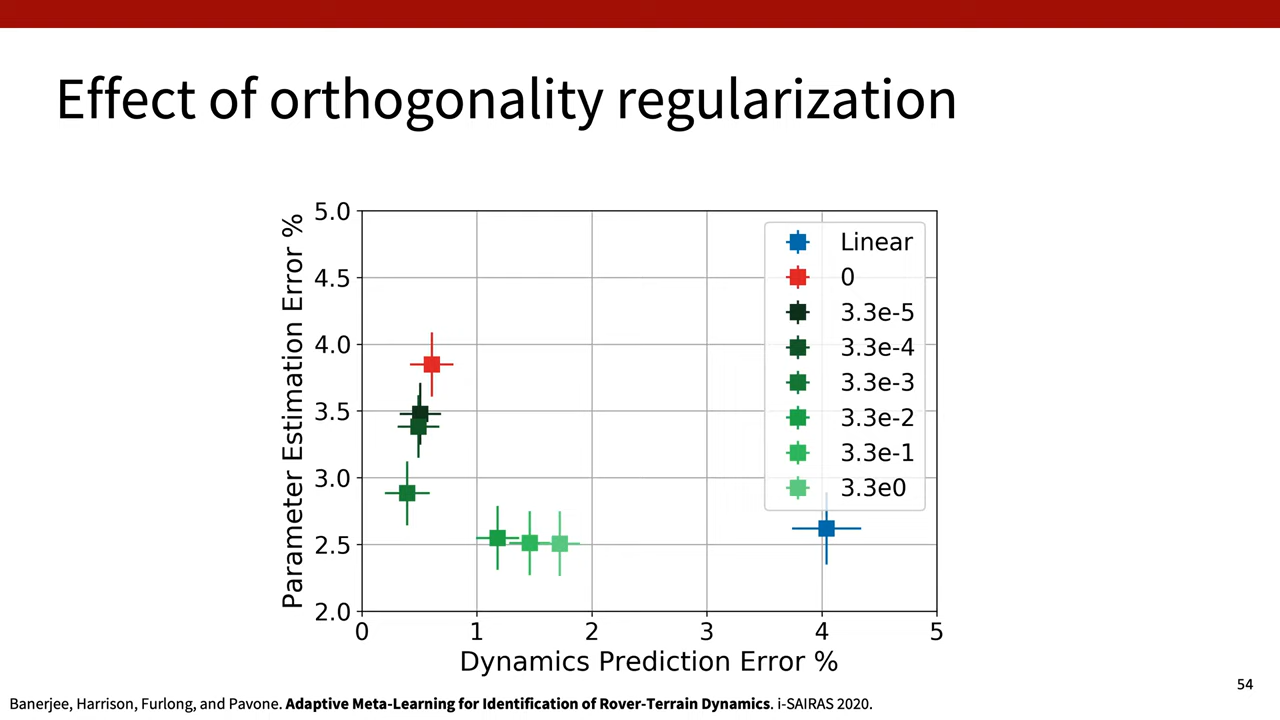 Effect of orthogonality regularization
5.0
4.5
4.0
3.5
3.0
2.5
2.0
Parameter Estimation Error %
Linear
0
3.3e-5
3.3e-4
3.3e-3
3.3e-2
3.3e-1
3.3e0
0 1 2 3 4 5
Dynamics Prediction Error %
54
Banerjee, Harrison, Furlong, and Pavone. Adaptive Meta-Learning for Identification of Rover-Terrain Dynamics. i-SAIRAS 2020.